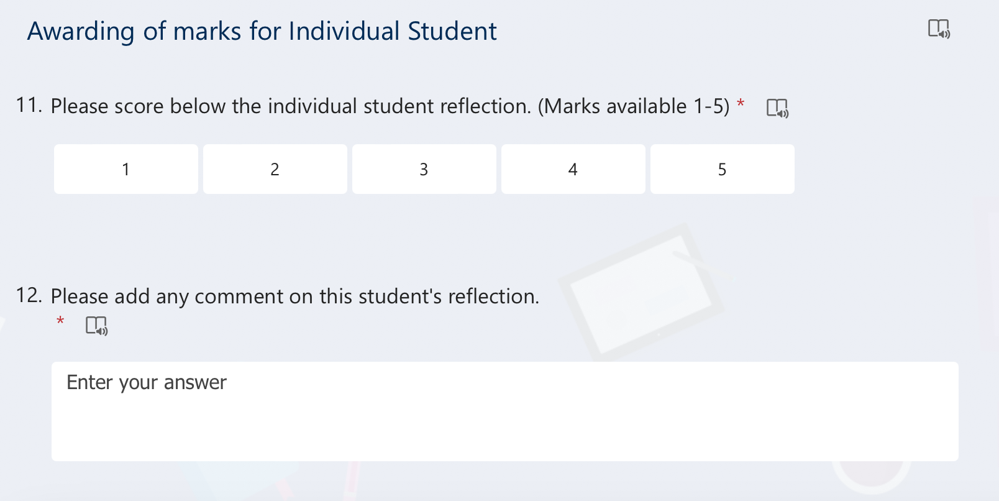 Awarding of marks for Individual Student
11. Please score below the individual student reflection. (Marks available 1-5) *
1 2 3 4 5
12. Please add any comment on this student's reflection.
*
Enter your answer